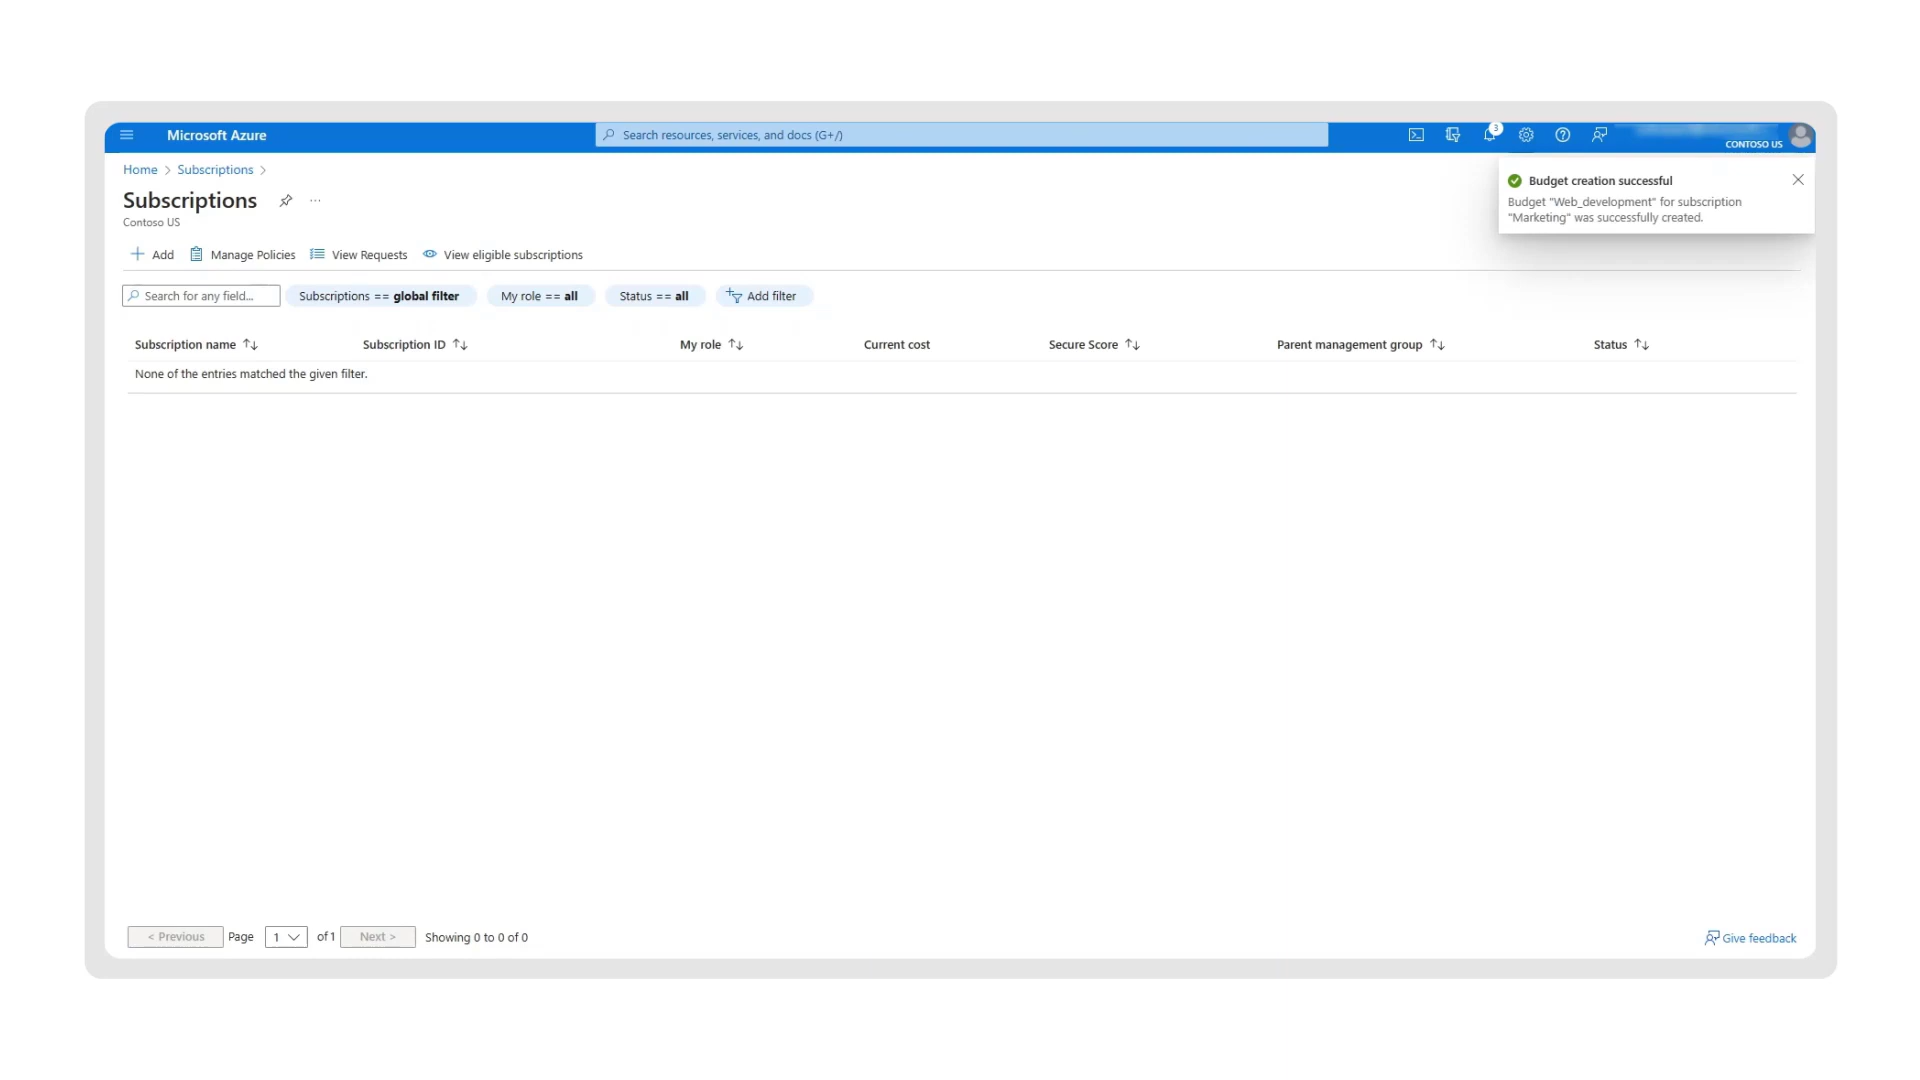 Microsoft Azure
Search resources, services, and docs (G+/)
3
CONTOSO US
Home > Subscriptions >
Subscriptions
...
Contoso US
Budget creation successful
Budget "Web_development" for subscription
"Marketing" was successfully created.
Add
Manage Policies
View Requests
View eligible subscriptions
Search for any field...
Subscriptions == global filter
My role == all
Status == all
Add filter
Subscription name ↑↓
Subscription ID ↑↓
My role ↑↓
Current cost
Secure Score ↑↓
Parent management group ↑↓
Status ↑↓
None of the entries matched the given filter.
< Previous
Page
1
of 1
Next >
Showing 0 to 0 of 0
Give feedback